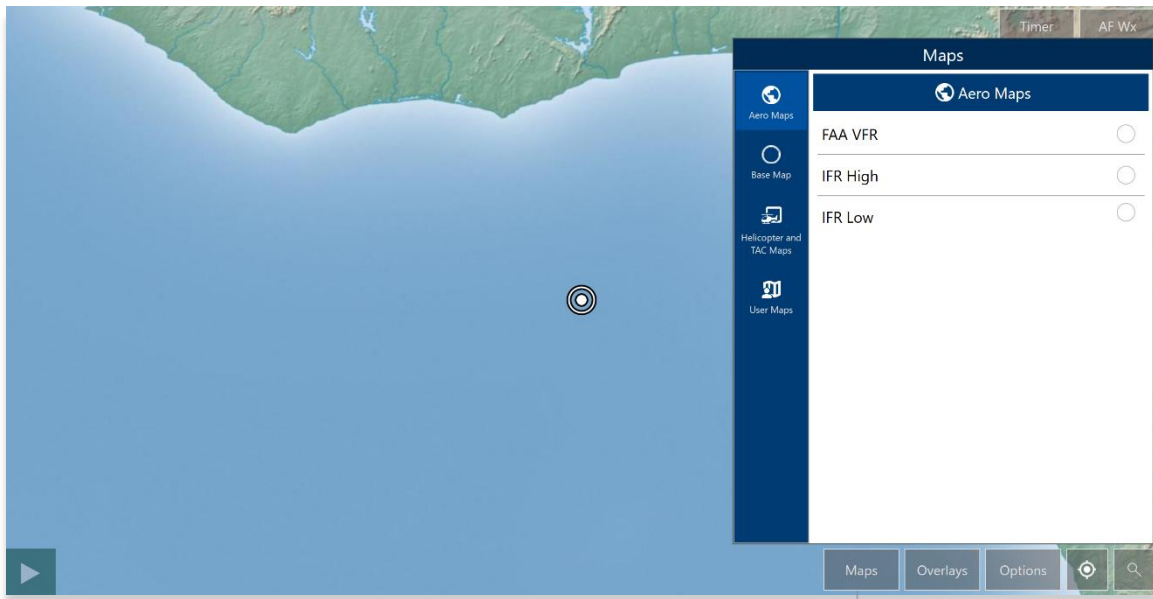 Timer
AF Wx
Maps
Aero Maps
Aero Maps
FAA VFR
Base Map
IFR High
Helicopter and
TAC Maps
IFR Low
User Maps
Maps
Overlays
Options